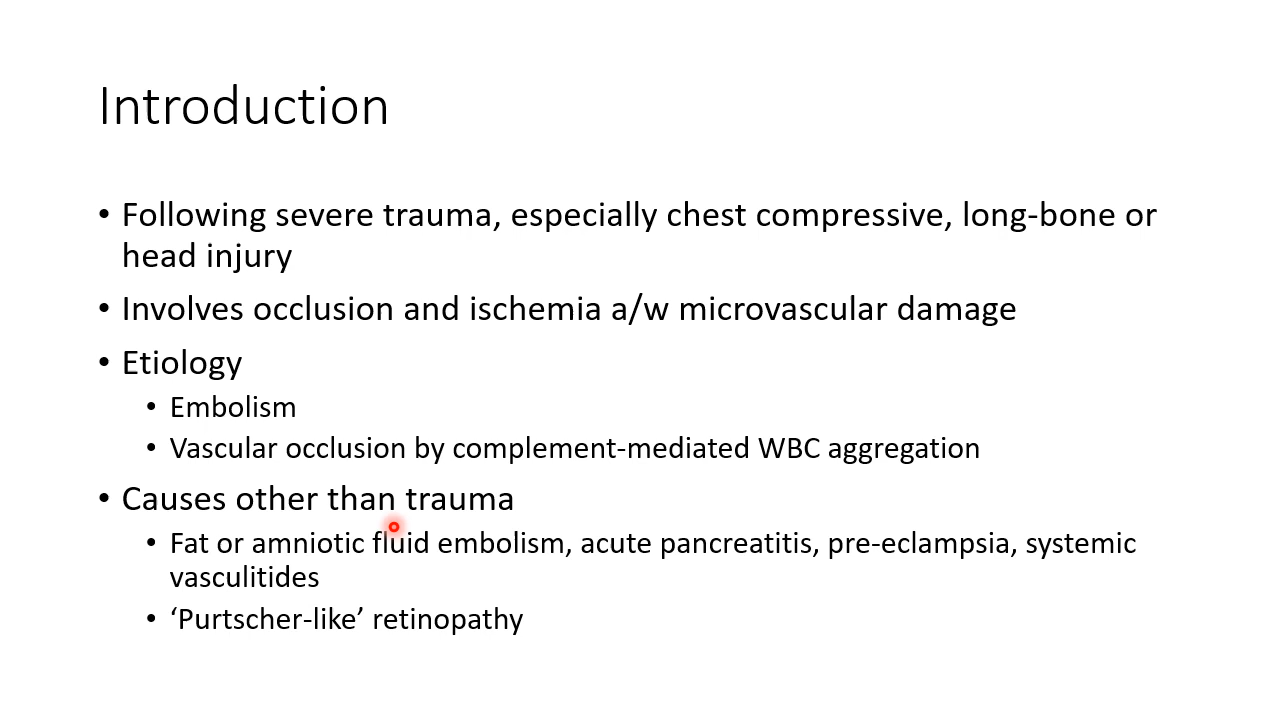 Introduction
• Following severe trauma, especially chest compressive, long-bone or
head injury
• Involves occlusion and ischemia a/w microvascular damage
• Etiology
• Embolism
• Vascular occlusion by complement-mediated WBC aggregation
• Causes other than trauma
• Fat or amniotic fluid embolism, acute pancreatitis, pre-eclampsia, systemic
vasculitides
• ‘Purtscher-like’ retinopathy